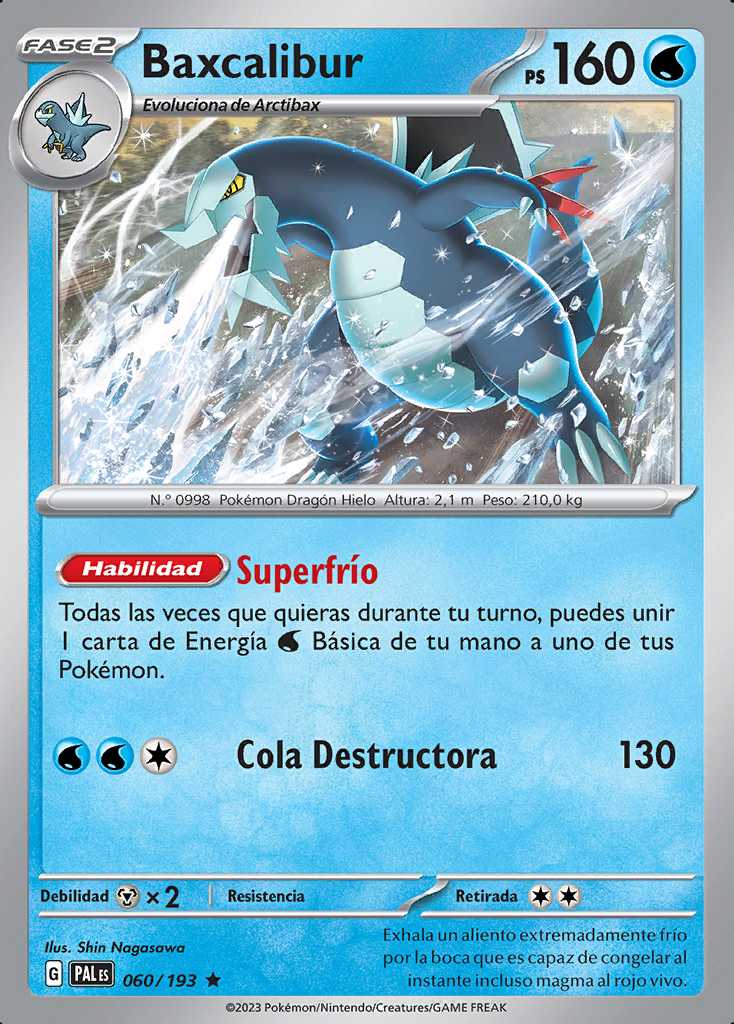 FASE 2
Baxcalibur
PS 160
Evoluciona de Arctibax
N.º 0998 Pokémon Dragón Hielo Altura: 2,1 m Peso: 210,0 kg
Habilidad Superfrío
Todas las veces que quieras durante tu turno, puedes unir
1 carta de Energía Básica de tu mano a uno de tus
Pokémon.
Cola Destructora 130
Debilidad ×2 Resistencia Retirada
Ilus. Shin Nagasawa
G PAL ES 060/193 ★
Exhala un aliento extremadamente frío
por la boca que es capaz de congelar al
instante incluso magma al rojo vivo.
©2023 Pokémon/Nintendo/Creatures/GAME FREAK